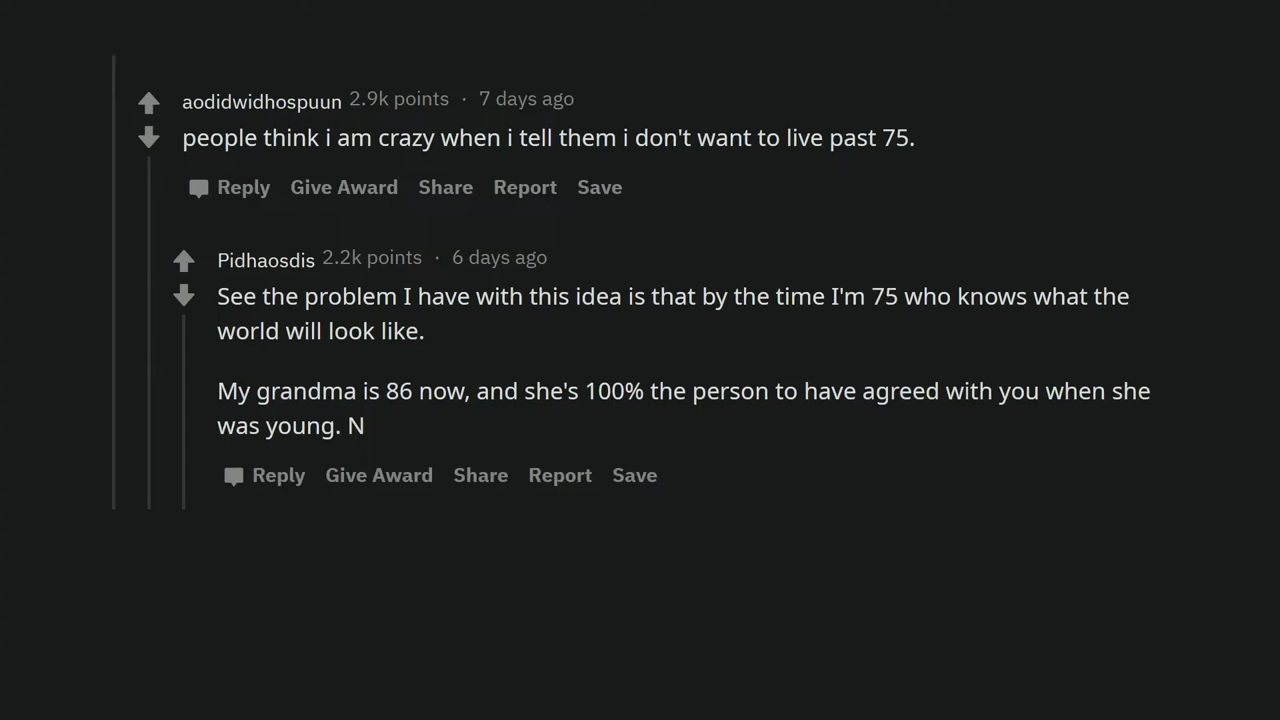 aodidwidhospuun 2.9k points · 7 days ago
people think i am crazy when i tell them i don't want to live past 75.
Reply Give Award Share Report Save
Pidhaosdis 2.2k points · 6 days ago
See the problem I have with this idea is that by the time I'm 75 who knows what the
world will look like.
My grandma is 86 now, and she's 100% the person to have agreed with you when she
was young. N
Reply Give Award Share Report Save